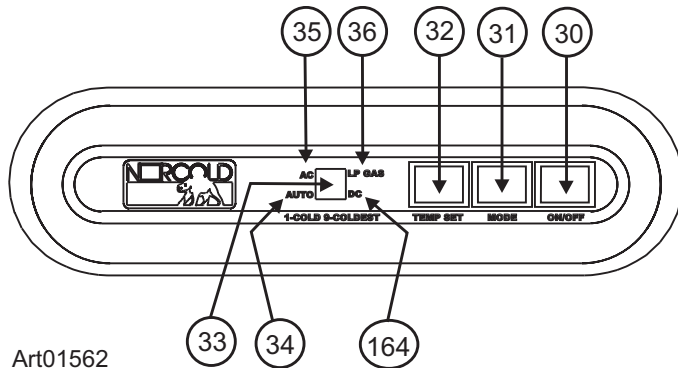 35 36 32 31 30
NORCOLD
AC LP GAS
AUTO DC
1-COLD 9-COLDEST TEMP SET MODE ON/OFF
33 34 164
Art01562